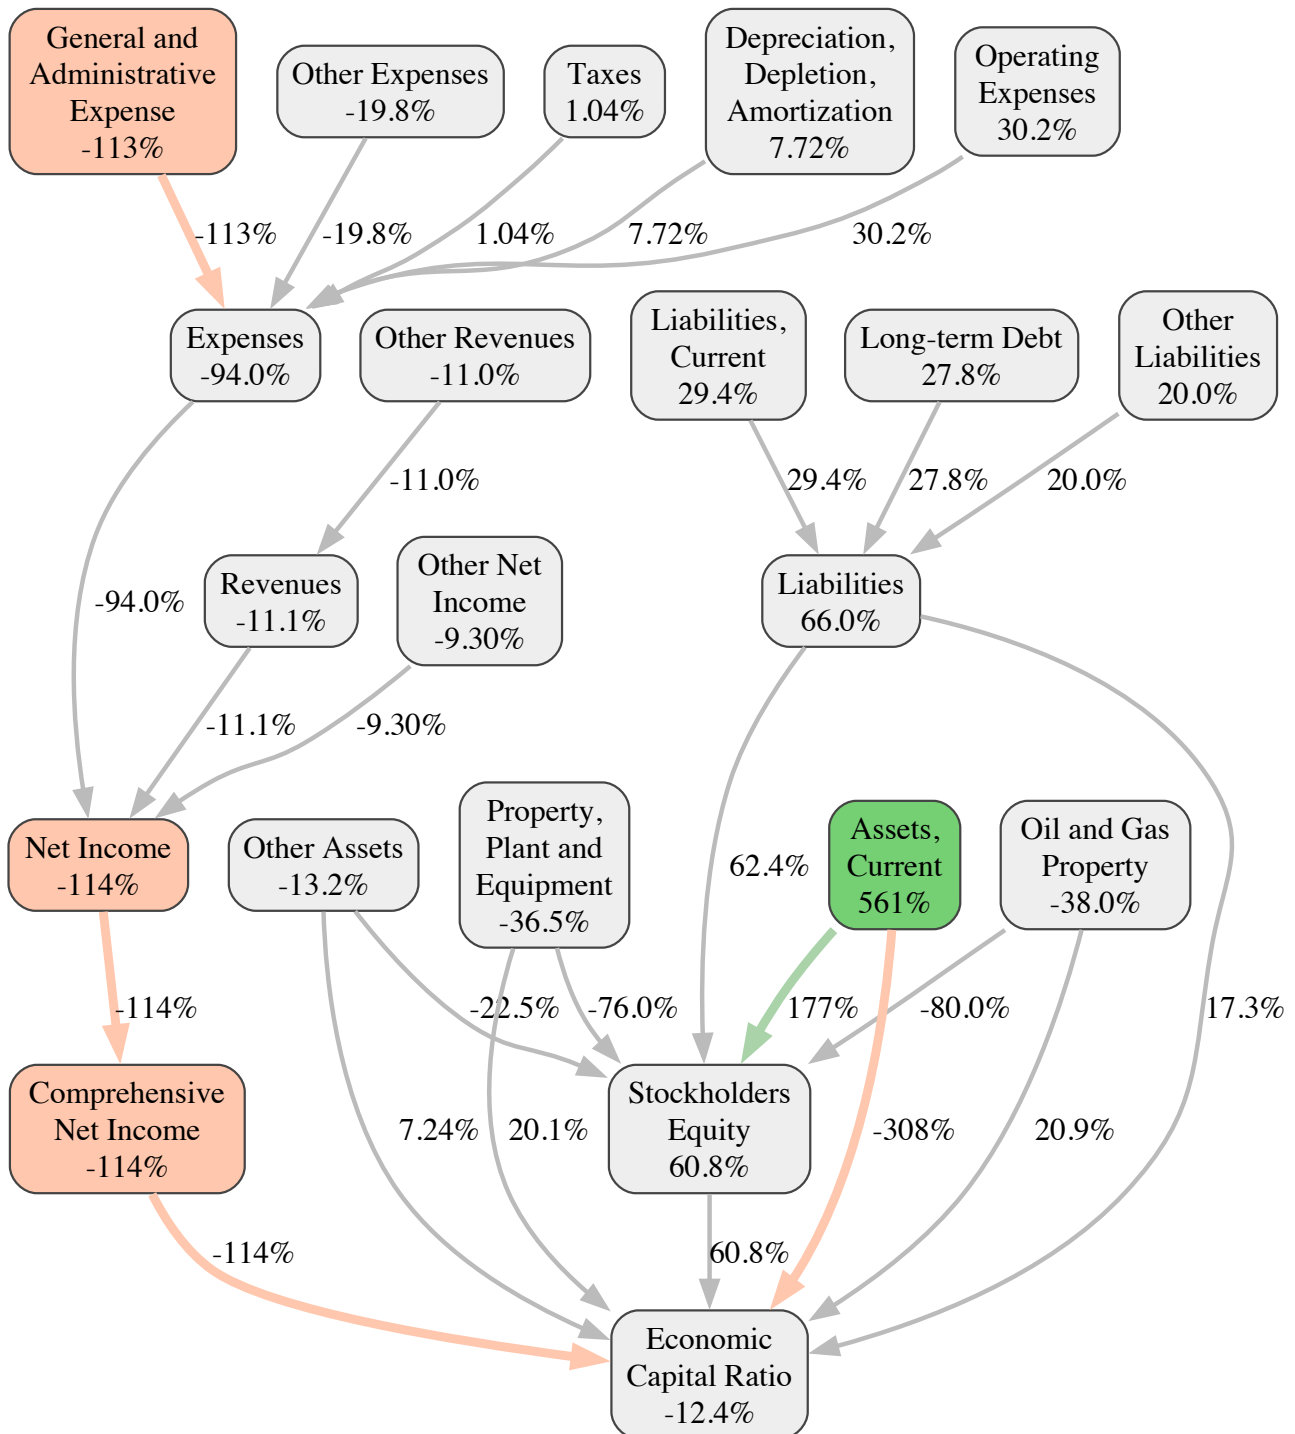 General and
Administrative
Expense
-113%
Other Expenses
-19.8%
Taxes
1.04%
Depreciation,
Depletion,
Amortization
7.72%
Operating
Expenses
30.2%
-113%
-19.8%
1.04%
7.72%
30.2%
Expenses
-94.0%
Other Revenues
-11.0%
Liabilities,
Current
29.4%
Long-term Debt
27.8%
Other
Liabilities
20.0%
-11.0%
29.4%
27.8%
20.0%
-94.0%
Revenues
-11.1%
Other Net
Income
-9.30%
Liabilities
66.0%
-11.1%
-9.30%
Net Income
-114%
Other Assets
-13.2%
Property,
Plant and
Equipment
-36.5%
62.4%
Assets,
Current
561%
Oil and Gas
Property
-38.0%
-114%
-22.5%
-76.0%
177%
-80.0%
17.3%
Comprehensive
Net Income
-114%
7.24%
20.1%
Stockholders
Equity
60.8%
-308%
20.9%
-114%
60.8%
Economic
Capital Ratio
-12.4%